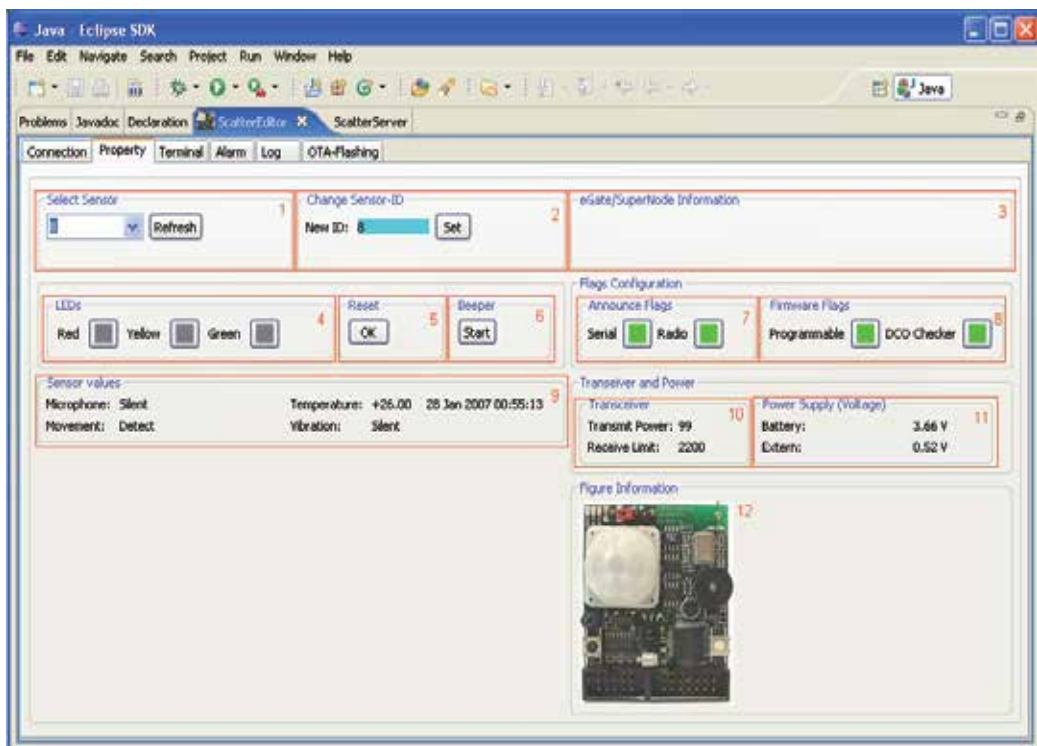 Java - Eclipse SDK
File Edit Navigate Search Project Run Window Help
Java
Problems Javadoc Declaration ScatterEditor X ScatterServer
Connection Property Terminal Alarm Log OTA-Flashing
Select Sensor
1
Refresh
Change Sensor-ID
2
New ID: 8 Set
eGate/SuperNode Information
3
LEDs
4
Red Yellow Green
Reset
5
OK
Beeper
6
Start
Flags Configuration
Announce Flags
7
Serial Radio
Firmware Flags
8
Programmable DCO Checker
Sensor values
9
Microphone: Silent Temperature: +26.00 28 Jan 2007 00:55:13
Movement: Detect Vibration: Silent
Transeiver and Power
Transceiver
10
Transmit Power: 99
Receive Limit: 2200
Power Supply (Voltage)
11
Battery: 3.66 V
Extern: 0.52 V
Figure Information
12